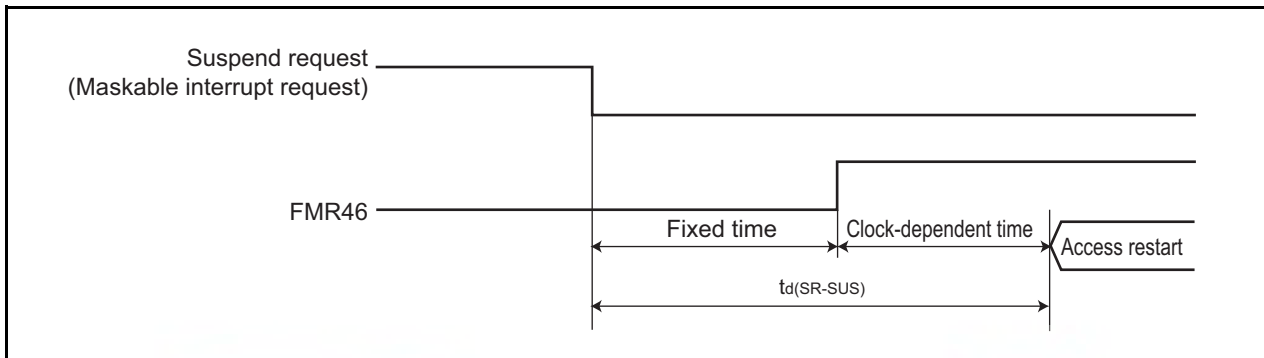 Suspend request
(Maskable interrupt request)
FMR46
Fixed time
Clock-dependent time
Access restart
td(SR-SUS)